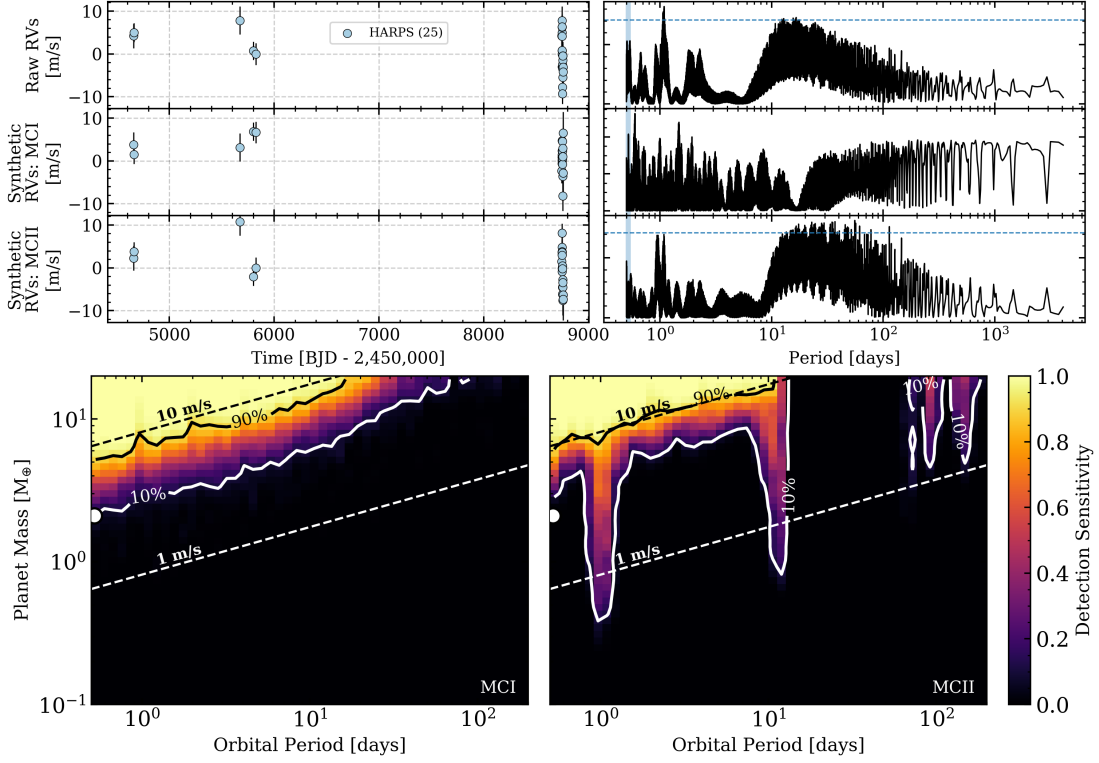 Raw RVs
[m/s]
10
0
−10
HARPS (25)
Synthetic
RVs: MCI
[m/s]
10
0
−10
Synthetic
RVs: MCII
[m/s]
10
0
−10
5000
6000
7000
8000
9000
Time [BJD - 2,450,000]
10⁰
10¹
10²
10³
Period [days]
Planet Mass [M⊕]
10¹
10⁰
10⁻¹
10 m/s
90%
10%
1 m/s
MCI
10⁰
10¹
10²
Orbital Period [days]
10 m/s
90%
10%
10%
10%
1 m/s
MCII
10⁰
10¹
10²
Orbital Period [days]
1.0
0.8
0.6
0.4
0.2
0.0
Detection Sensitivity